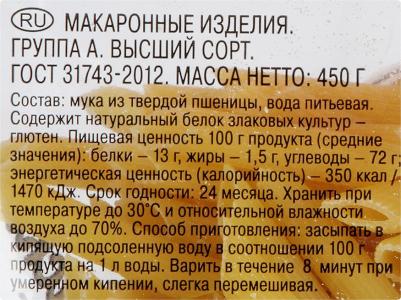 RU МАКАРОННЫЕ ИЗДЕЛИЯ.
ГРУППА А. ВЫСШИЙ СОРТ.
ГОСТ 31743-2012. МАССА НЕТТО: 450 Г
Состав: мука из твердой пшеницы, вода питьевая.
Содержит натуральный белок злаковых культур –
глютен. Пищевая ценность 100 г продукта (средние
значения): белки – 13 г, жиры – 1,5 г, углеводы – 72 г;
энергетическая ценность (калорийность) – 350 ккал /
1470 кДж. Срок годности: 24 месяца. Хранить при
температуре до 30°С и относительной влажности
воздуха до 70%. Способ приготовления: засыпать в
кипящую подсоленную воду в соотношении 100 г
продукта на 1 л воды. Варить в течение 8 минут при
умеренном кипении, слегка перемешивая.